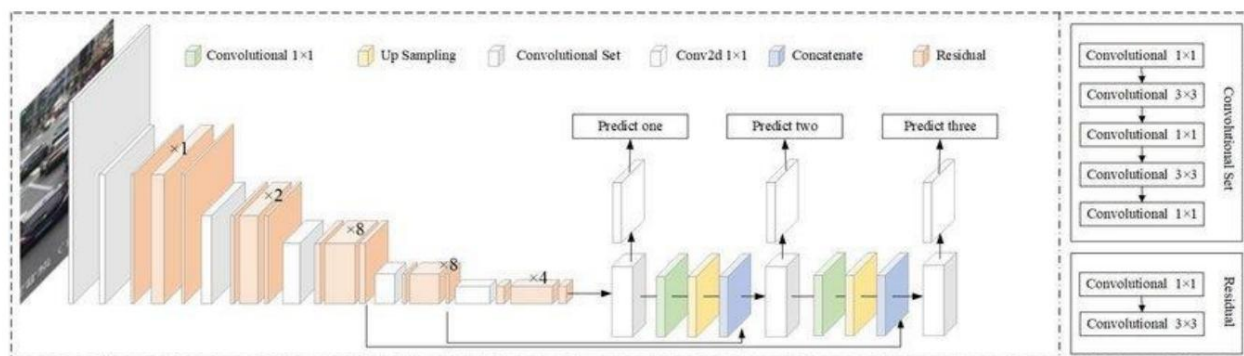 Convolutional 1×1
Up Sampling
Convolutional Set
Conv2d 1×1
Concatenate
Residual
×1
×2
×8
×8
×4
Predict one
Predict two
Predict three
Convolutional 1×1
Convolutional 3×3
Convolutional 1×1
Convolutional 3×3
Convolutional 1×1
Convolutional Set
Convolutional 1×1
Convolutional 3×3
Residual